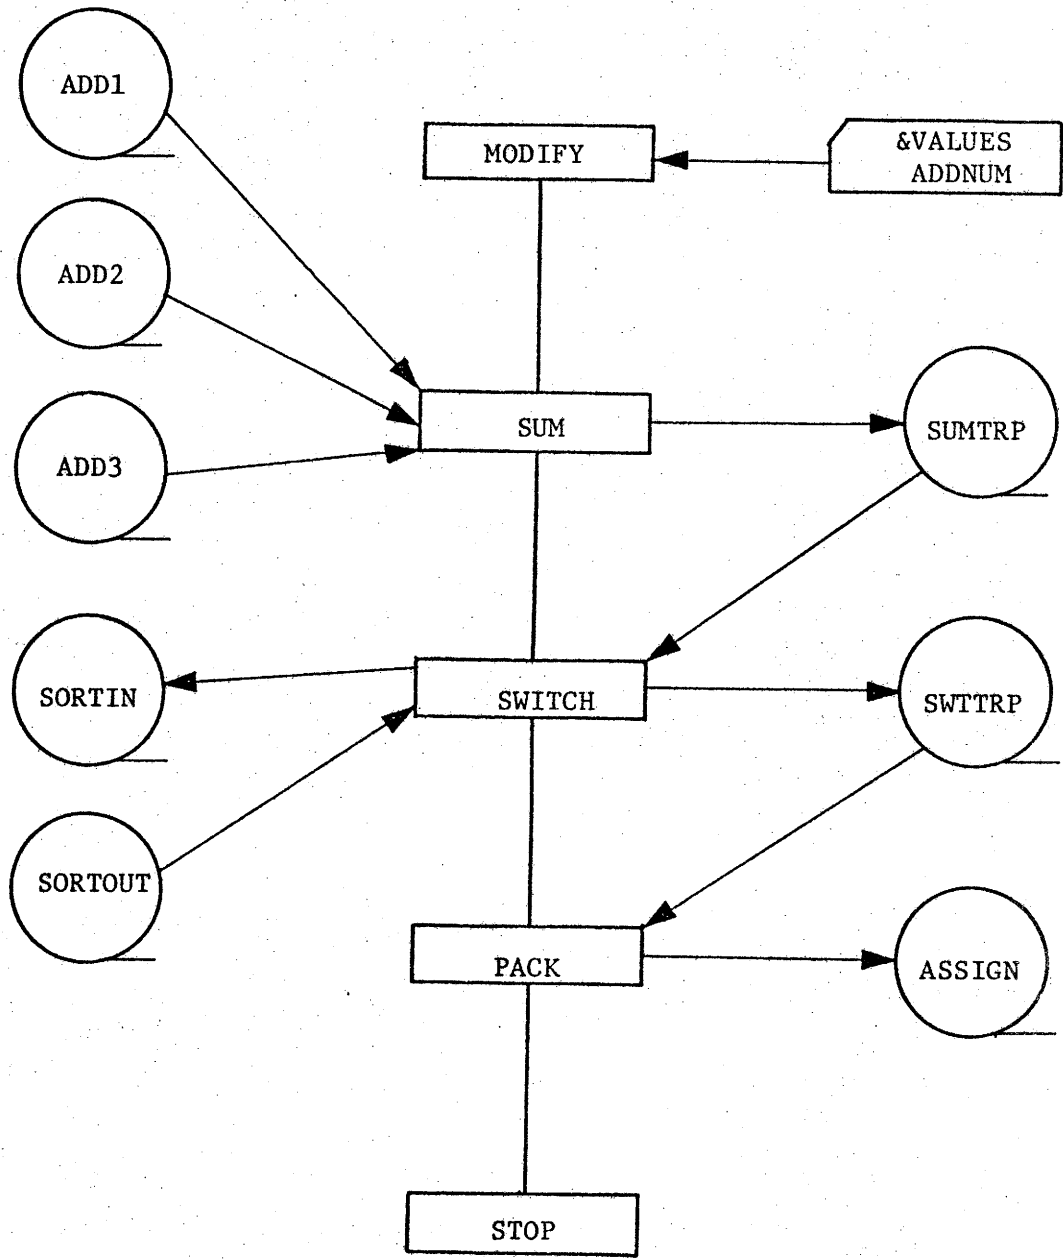 ADD1
MODIFY
&VALUES
ADDNUM
ADD2
SUM
SUMTRP
ADD3
SORTIN
SWITCH
SWTTRP
SORTOUT
PACK
ASSIGN
STOP